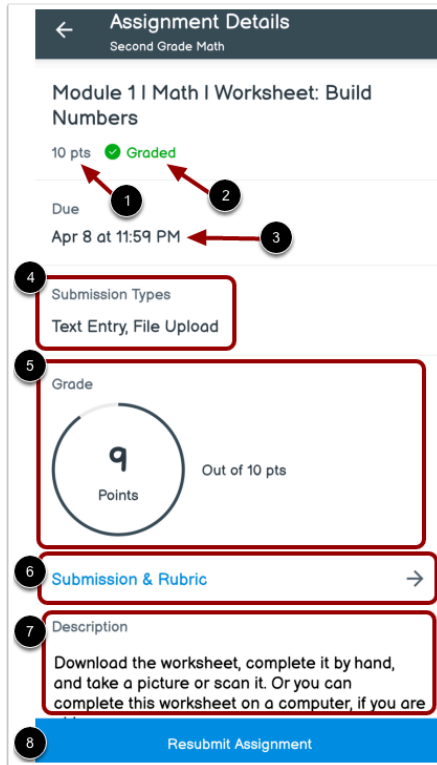 Assignment Details
Second Grade Math
Module 1 | Math | Worksheet: Build
Numbers
10 pts Graded
1
2
Due
Apr 8 at 11:59 PM
3
4
Submission Types
Text Entry, File Upload
5
Grade
9
Points
Out of 10 pts
6
Submission & Rubric
7
Description
Download the worksheet, complete it by hand,
and take a picture or scan it. Or you can
complete this worksheet on a computer, if you are
8
Resubmit Assignment